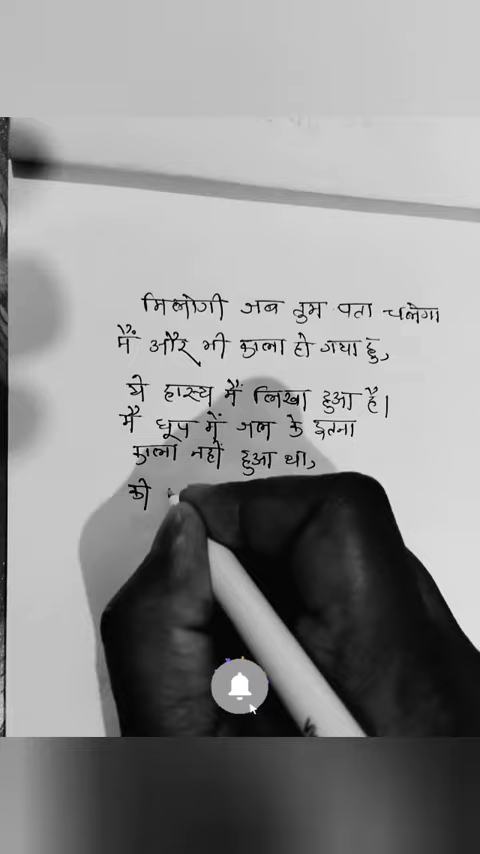 मिलोगी जब तुम पता चलेगा
मैं और भी काला हो गया हु,
ये हास्य में लिखा हुआ है।
मैं धूप में जल के इतना
काला नहीं हुआ था,
की